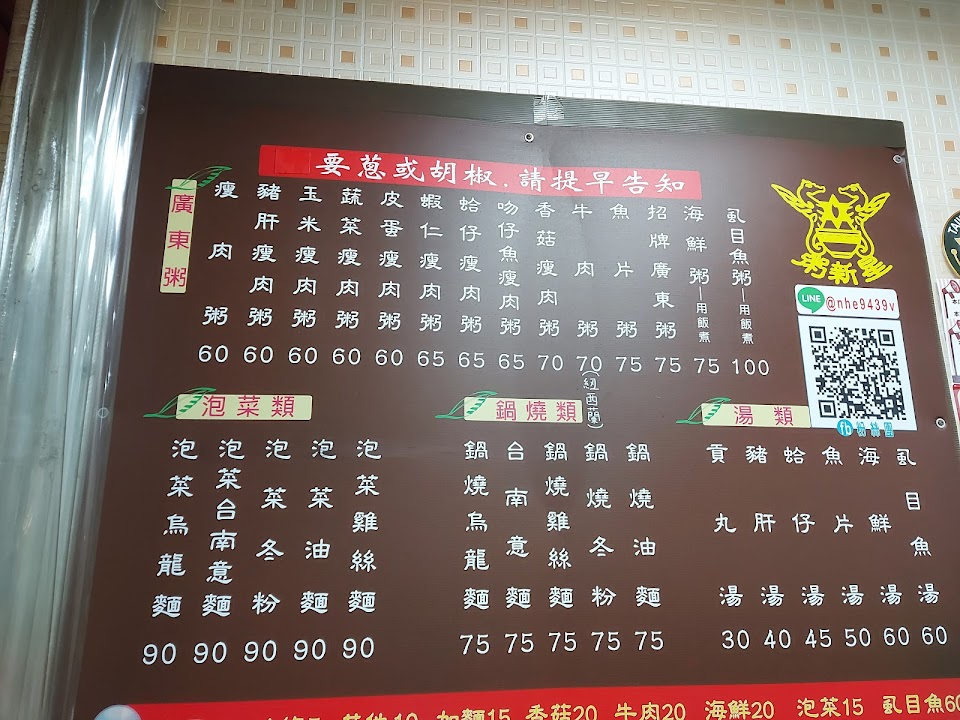 要蔥或胡椒.請提早告知
廣東粥
瘦肉粥 60
豬肝瘦肉粥 60
玉米瘦肉粥 60
蔬菜瘦肉粥 60
皮蛋瘦肉粥 60
蝦仁瘦肉粥 65
蛤仔瘦肉粥 65
吻仔魚瘦肉粥 65
香菇瘦肉粥 70
牛肉粥 70 (紐西蘭)
魚片粥 75
招牌廣東粥 75
海鮮粥—用飯煮 75
虱目魚粥—用飯煮 100
粥新星
LINE @nhe9439v
fb粉絲團
泡菜類
泡菜烏龍麵 90
泡菜台南意麵 90
泡菜冬粉 90
泡菜油麵 90
泡菜雞絲麵 90
鍋燒類
鍋燒烏龍麵 75
台南意麵 75
鍋燒雞絲麵 75
鍋燒冬粉 75
鍋燒油麵 75
湯類
貢丸湯 30
豬肝湯 40
蛤仔湯 45
魚片湯 50
海鮮湯 60
虱目魚湯 60
加麵15 香菇20 牛肉20 海鮮20 泡菜15 虱目魚60